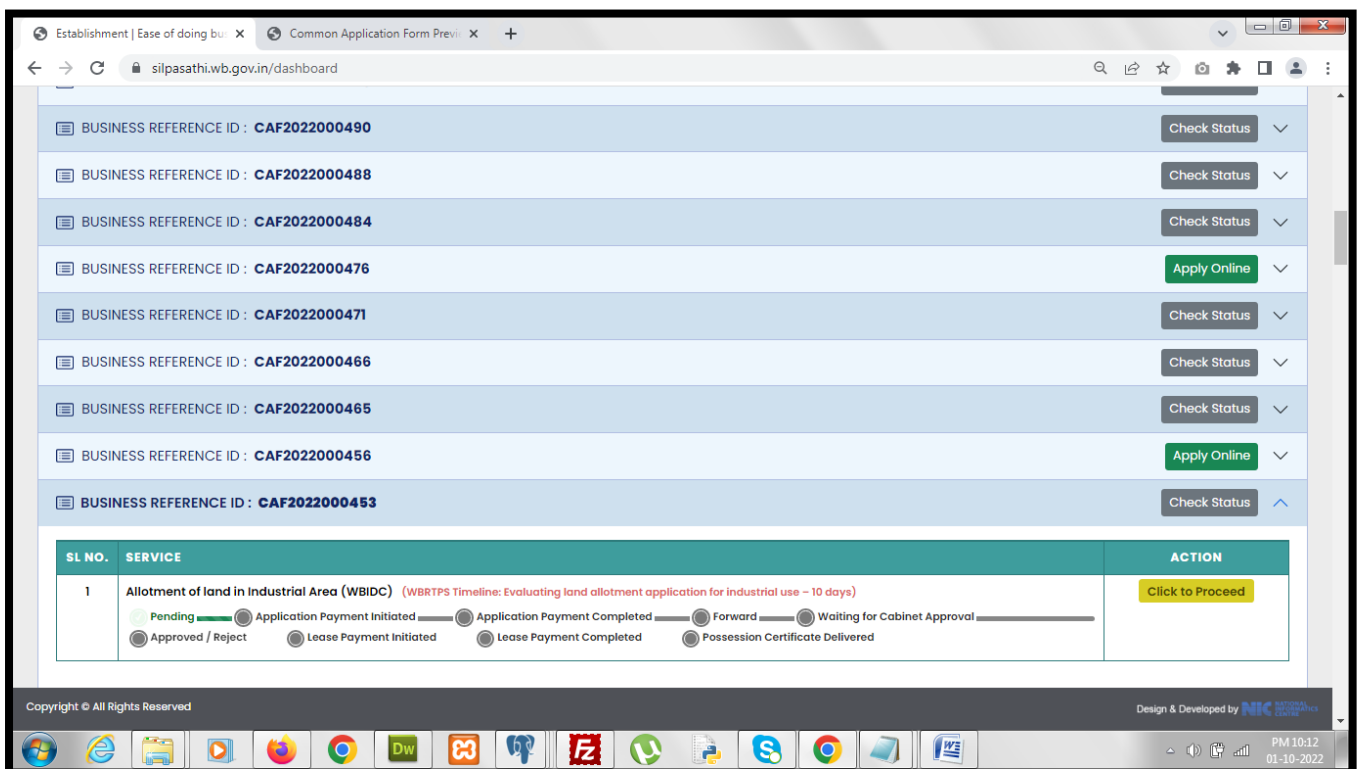 Establishment | Ease of doing bu
Common Application Form Previ
silpasathi.wb.gov.in/dashboard
BUSINESS REFERENCE ID : CAF2022000490 Check Status
BUSINESS REFERENCE ID : CAF2022000488 Check Status
BUSINESS REFERENCE ID : CAF2022000484 Check Status
BUSINESS REFERENCE ID : CAF2022000476 Apply Online
BUSINESS REFERENCE ID : CAF2022000471 Check Status
BUSINESS REFERENCE ID : CAF2022000466 Check Status
BUSINESS REFERENCE ID : CAF2022000465 Check Status
BUSINESS REFERENCE ID : CAF2022000456 Apply Online
BUSINESS REFERENCE ID : CAF2022000453 Check Status
SL NO. SERVICE ACTION
1 Allotment of land in Industrial Area (WBIDC) (WBRTPS Timeline: Evaluating land allotment application for industrial use – 10 days) Click to Proceed
Pending Application Payment Initiated Application Payment Completed Forward Waiting for Cabinet Approval
Approved / Reject Lease Payment Initiated Lease Payment Completed Possession Certificate Delivered
Copyright © All Rights Reserved Design & Developed by NIC NATIONAL INFORMATICS CENTRE
Dw
PM 10:12
01-10-2022